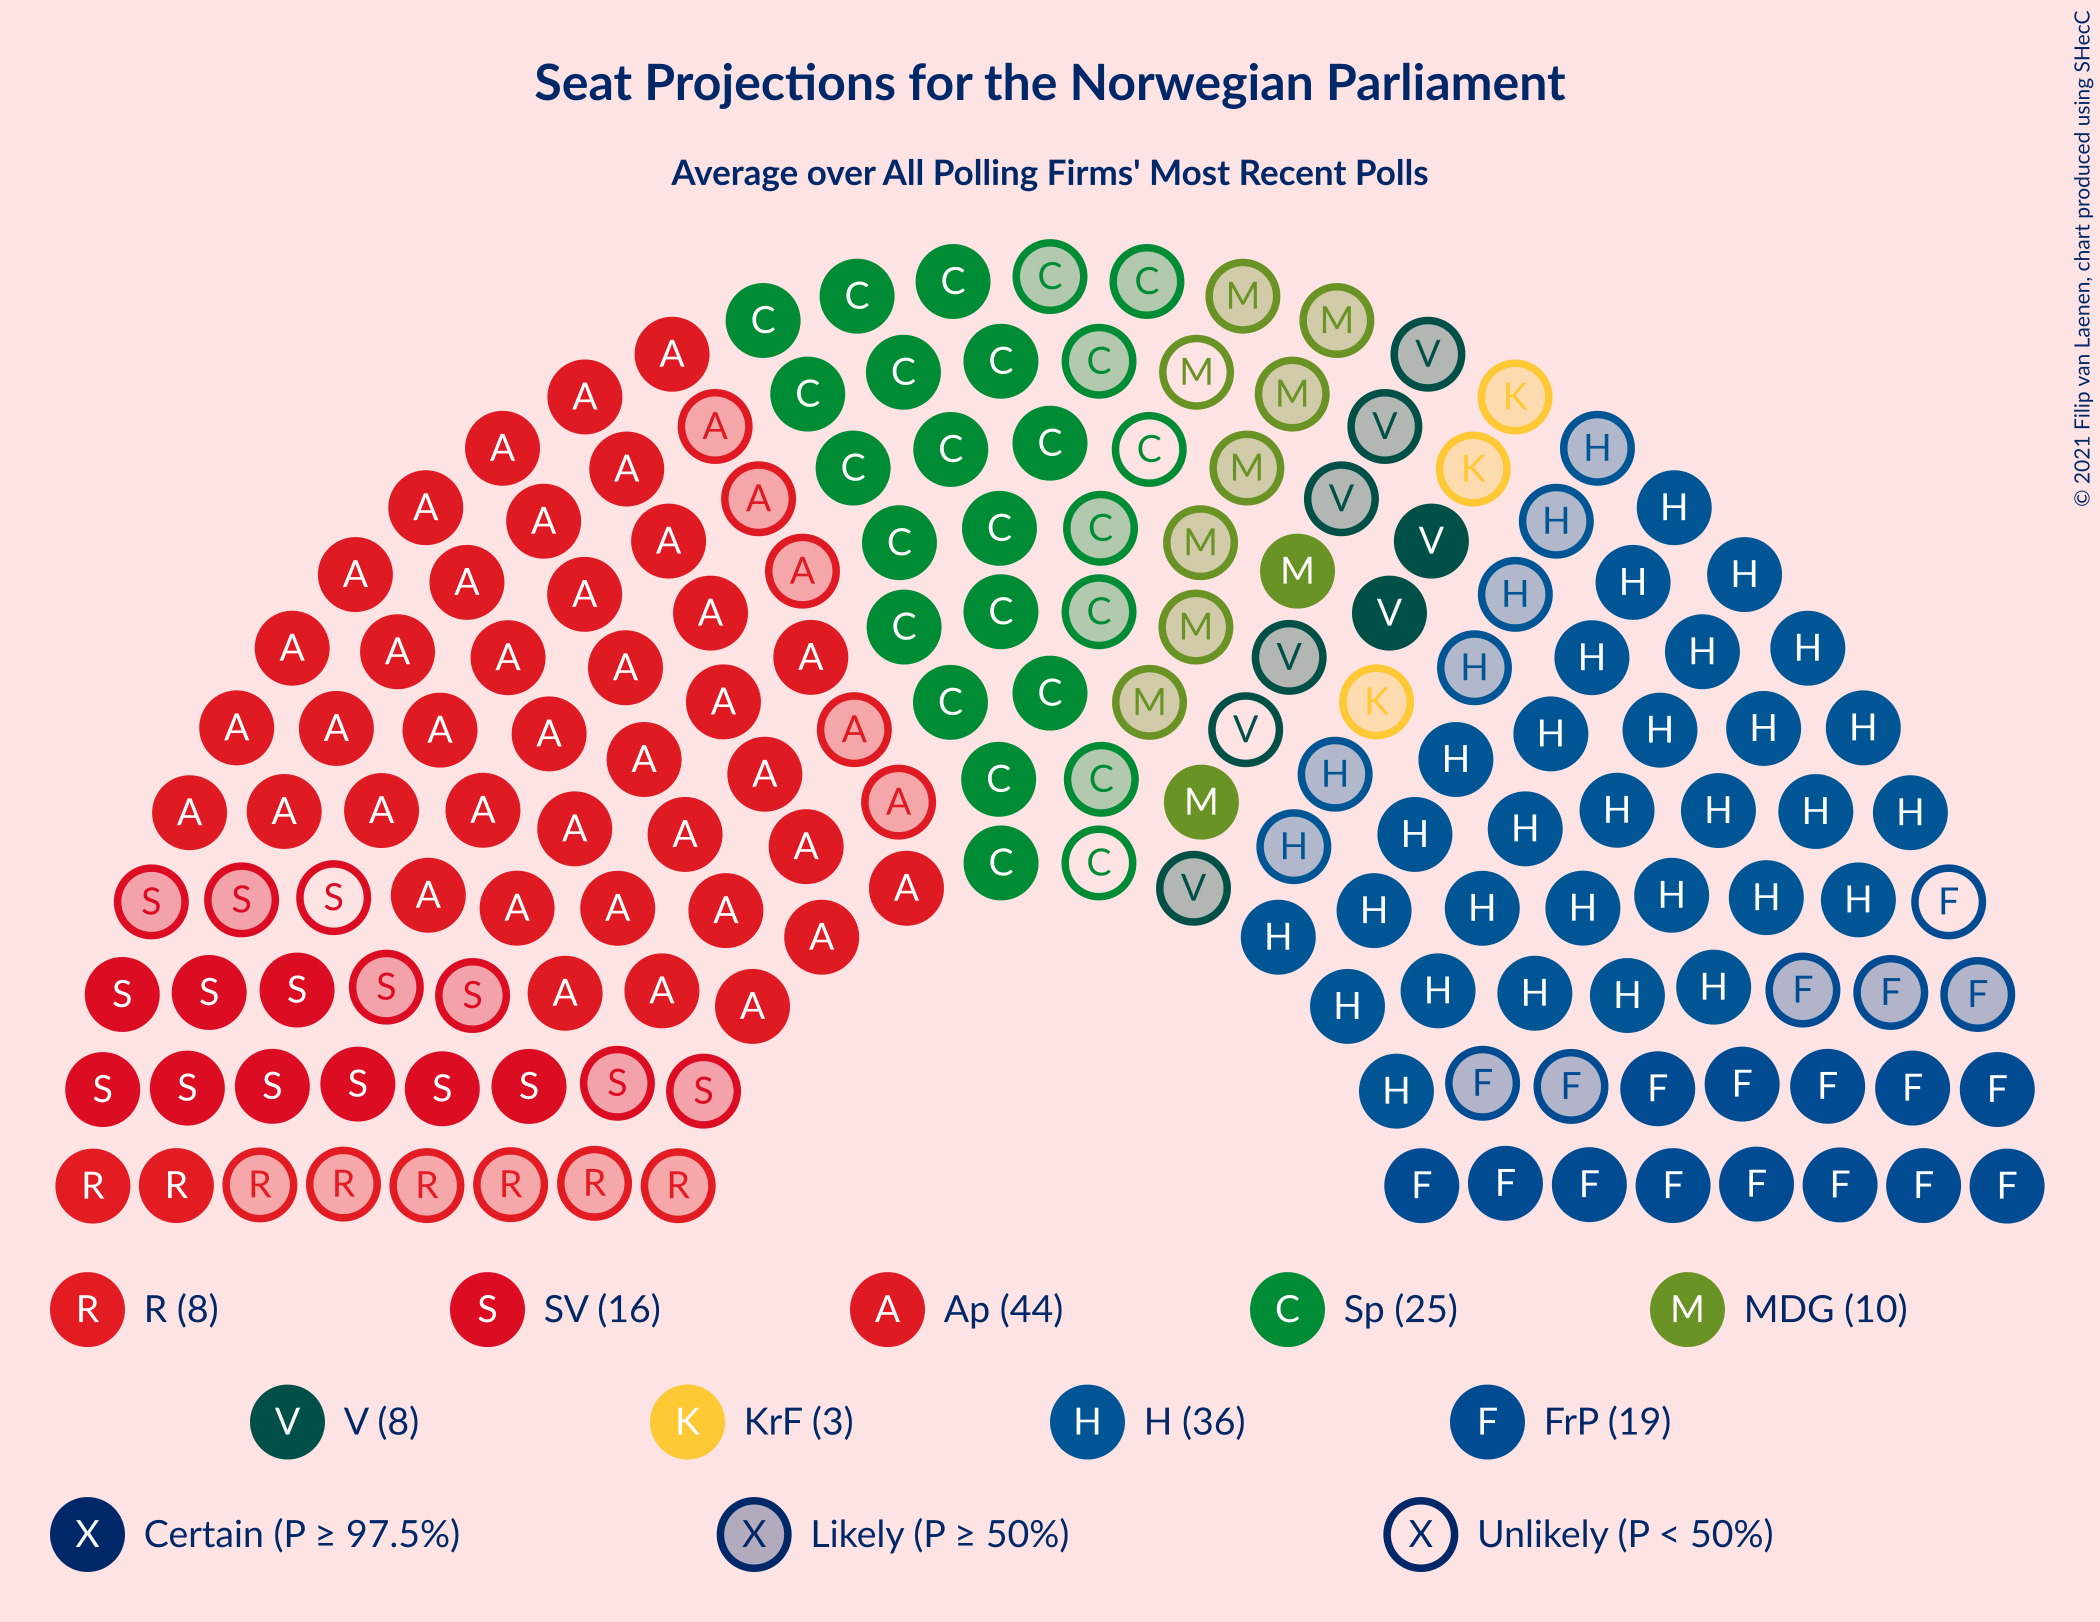 © 2021 Filip van Laenen, chart produced using SHecC
Seat Projections for the Norwegian Parliament
Average over All Polling Firms' Most Recent Polls
C C C C C M M
A A C C C C M M V K
A A A C C C C M V K H
A A A A C C C M V V H H
A A A A A C C C M M V H H H
A A A A A A C C M V K H H H H
A A A A A A A C C V H H H H H H
A A A A A A A A C C M H H H H H H H
S S S A A A A A A V H H H H H H H F
S S S S S A A A H H H H H F F F
S S S S S S S S H F F F F F F F
R R R R R R R R F F F F F F F F
R R (8) S SV (16) A Ap (44) C Sp (25) M MDG (10)
V V (8) K KrF (3) H H (36) F FrP (19)
X Certain (P ≥ 97.5%) X Likely (P ≥ 50%) X Unlikely (P < 50%)